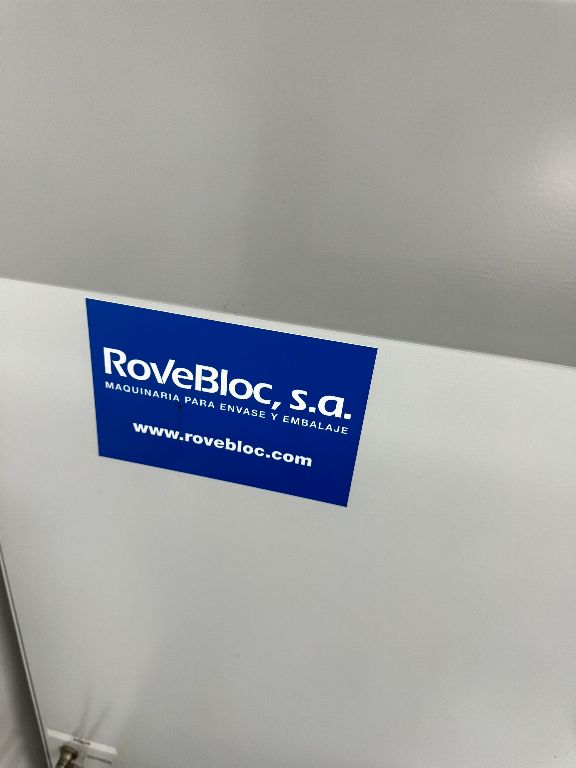 RoveBloc, s.a.
MAQUINARIA PARA ENVASE Y EMBALAJE
www.rovebloc.com